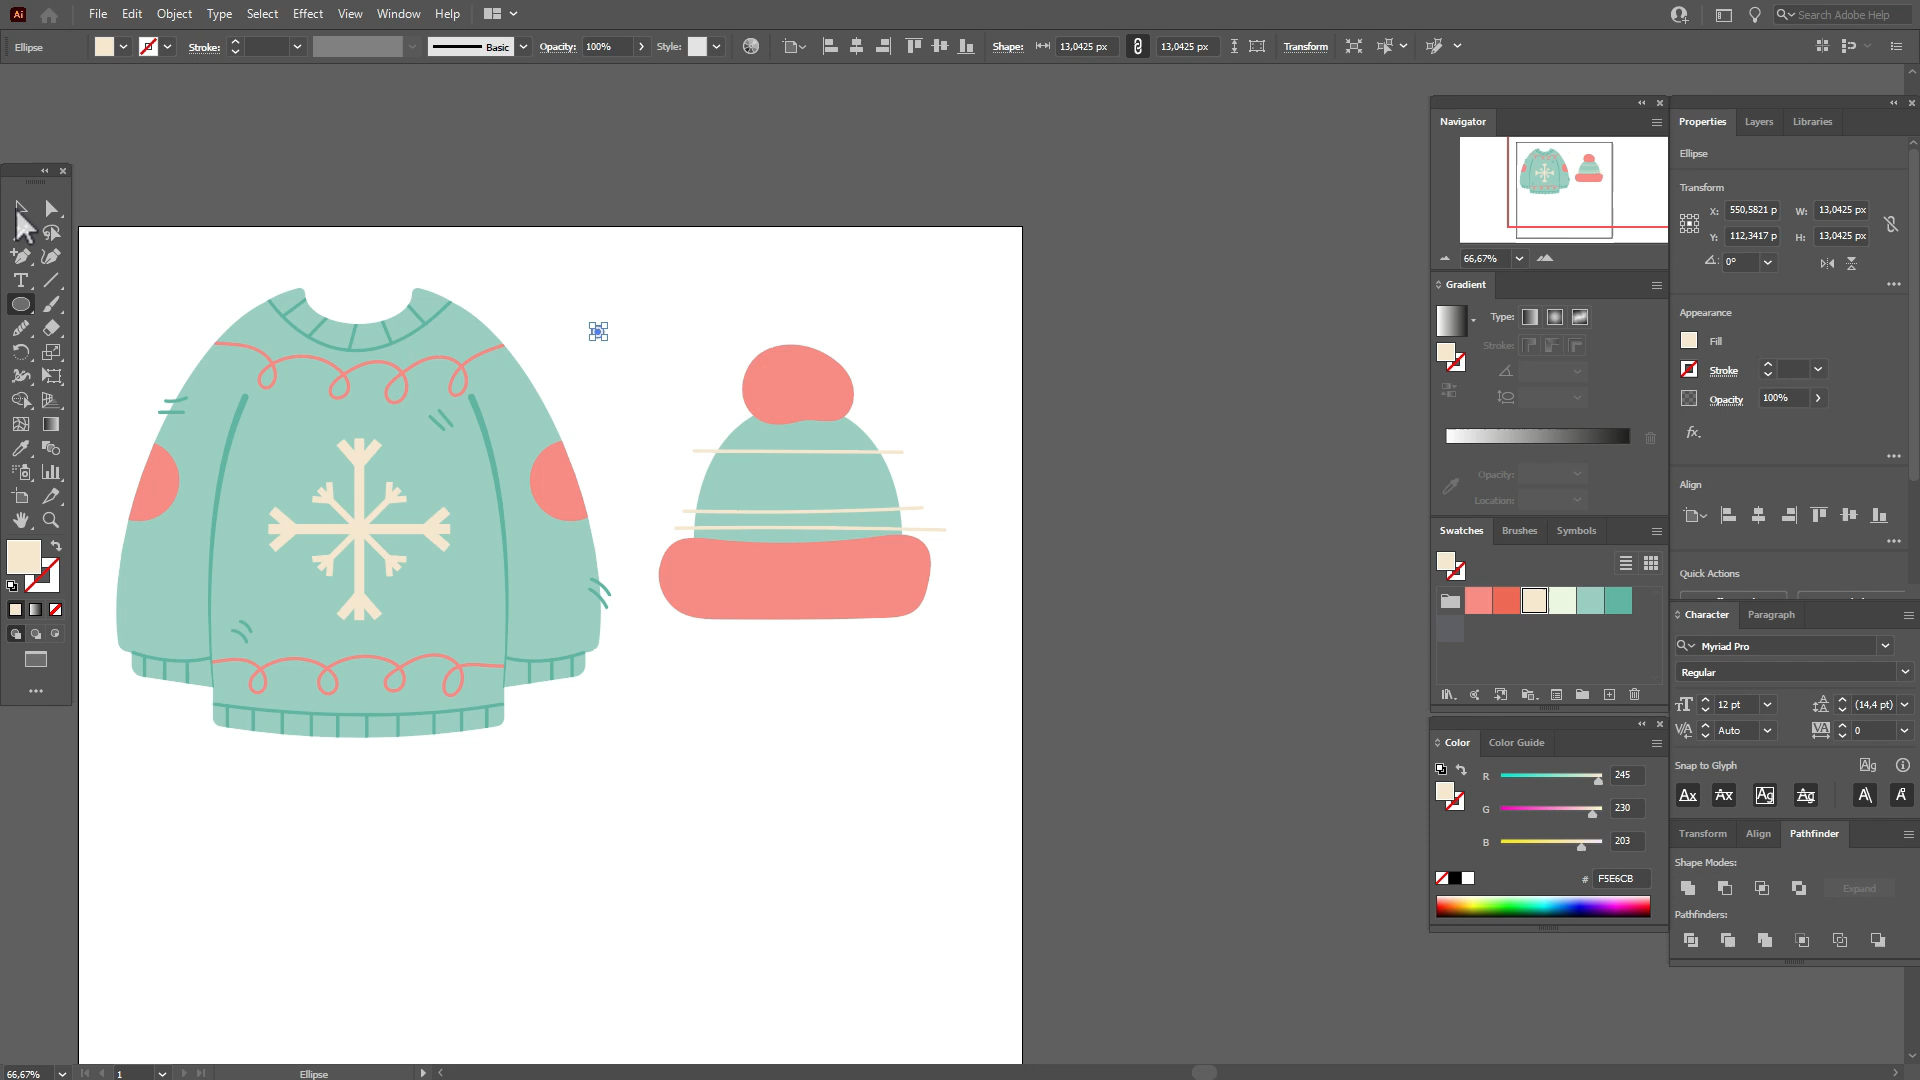 Ai File Edit Object Type Select Effect View Window Help Search Adobe Help
Ellipse Stroke: Basic Opacity: 100% Style: Shape: 13,0425 px 13,0425 px Transform
Navigator
66,67%
Gradient
Type:
Stroke:
Opacity:
Location:
Swatches Brushes Symbols
Color Color Guide
R 245
G 230
B 203
# F5E6CB
Properties Layers Libraries
Ellipse
Transform
X: 550,5821 p W: 13,0425 px
Y: 112,3417 p H: 13,0425 px
0°
Appearance
Fill
Stroke
Opacity 100%
fx.
Align
Quick Actions
Character Paragraph
Myriad Pro
Regular
12 pt (14,4 pt)
Auto 0
Snap to Glyph
Transform Align Pathfinder
Shape Modes:
Expand
Pathfinders:
66,67% 1 Ellipse